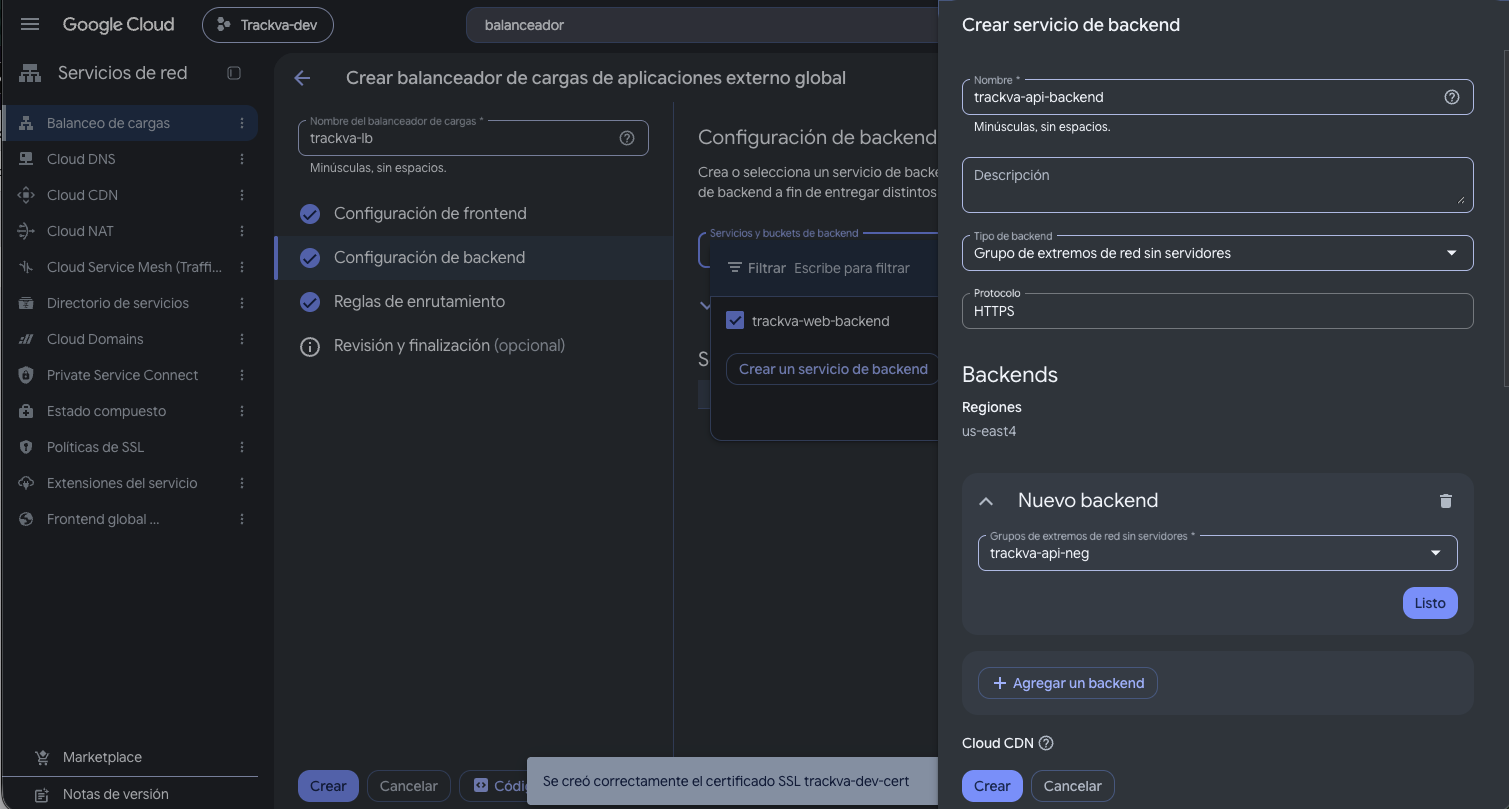 Google Cloud
Trackva-dev
balanceador
Servicios de red
Balanceo de cargas
Cloud DNS
Cloud CDN
Cloud NAT
Cloud Service Mesh (Traffi...
Directorio de servicios
Cloud Domains
Private Service Connect
Estado compuesto
Políticas de SSL
Extensiones del servicio
Frontend global ...
Marketplace
Notas de versión
Crear balanceador de cargas de aplicaciones externo global
Nombre del balanceador de cargas *
trackva-lb
Minúsculas, sin espacios.
Configuración de frontend
Configuración de backend
Reglas de enrutamiento
Revisión y finalización (opcional)
Crear
Cancelar
Códi
Configuración de backend
Crea o selecciona un servicio de backe
de backend a fin de entregar distintos
Servicios y buckets de backend
Filtrar Escribe para filtrar
trackva-web-backend
S
Crear un servicio de backend
Se creó correctamente el certificado SSL trackva-dev-cert
Crear servicio de backend
Nombre *
trackva-api-backend
Minúsculas, sin espacios.
Descripción
Tipo de backend
Grupo de extremos de red sin servidores
Protocolo
HTTPS
Backends
Regiones
us-east4
Nuevo backend
Grupos de extremos de red sin servidores *
trackva-api-neg
Listo
Agregar un backend
Cloud CDN
Crear
Cancelar